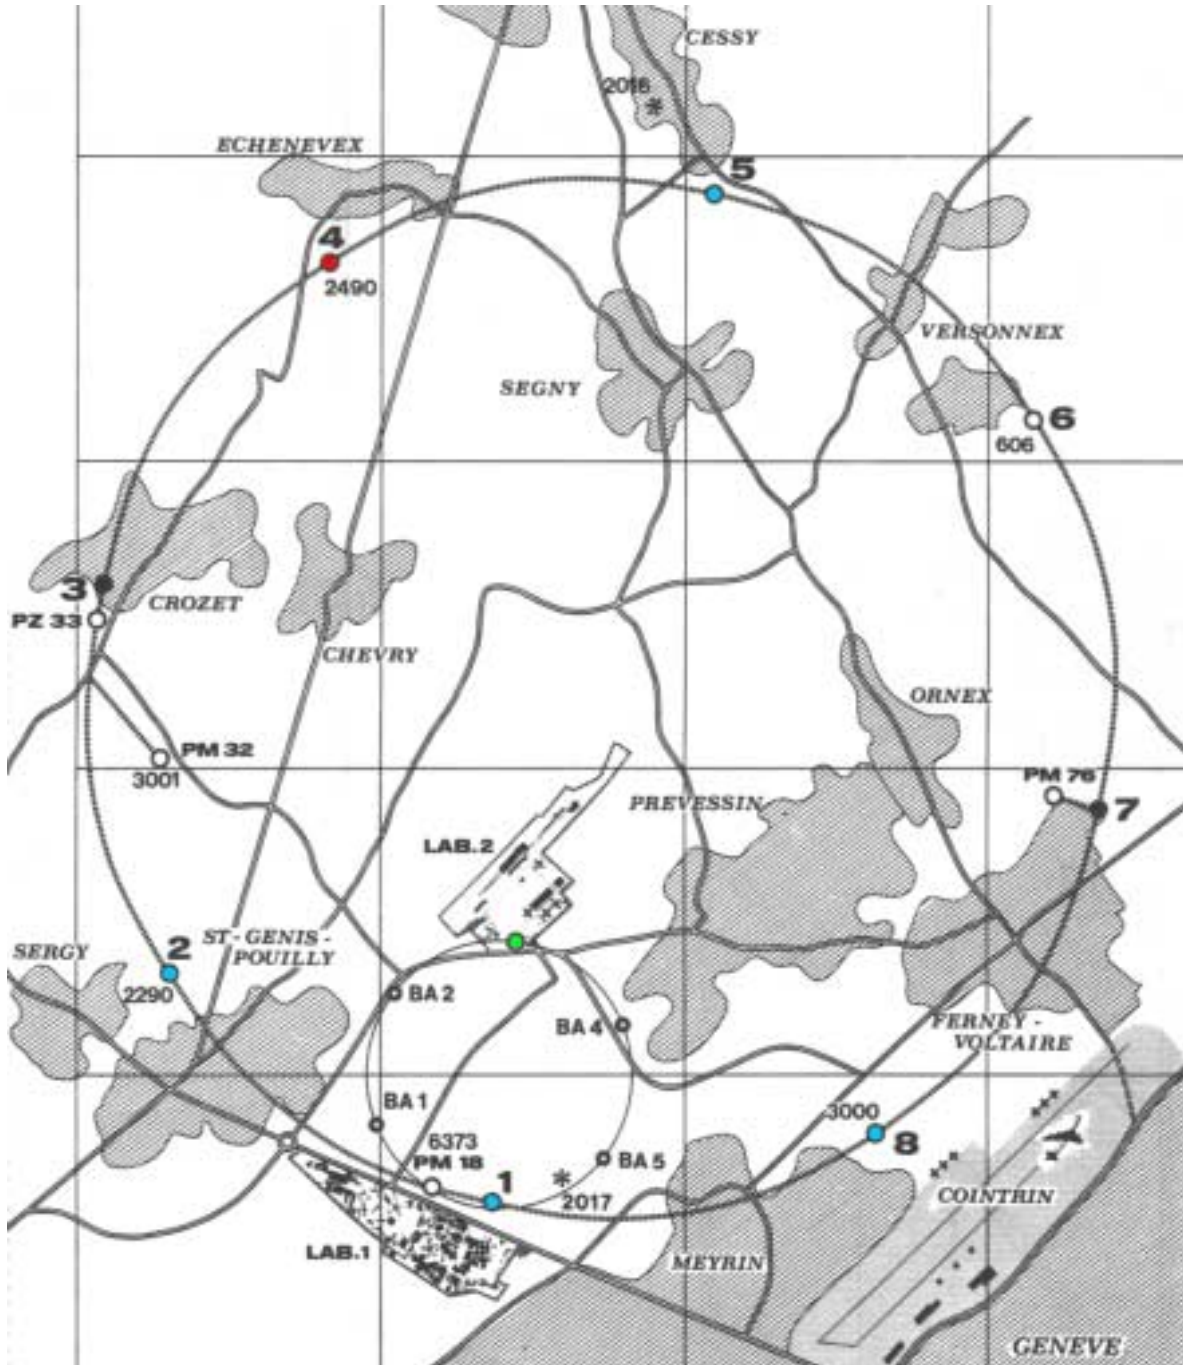 CESSY
2016
ECHENEVEX
5
4
2490
VERSONNEX
SEGNY
6
606
3
CROZET
PZ 33
CHEVRY
ORNEX
PM 32
3001
PM 76
PREVESSIN
7
LAB.2
SERGY
2
ST-GENIS-
POUILLY
2290
BA 2
BA 4
FERNEY-
VOLTAIRE
BA 1
3000
8
6373
PM 18
BA 5
1
2017
COINTRIN
LAB.1
MEYRIN
GENEVE